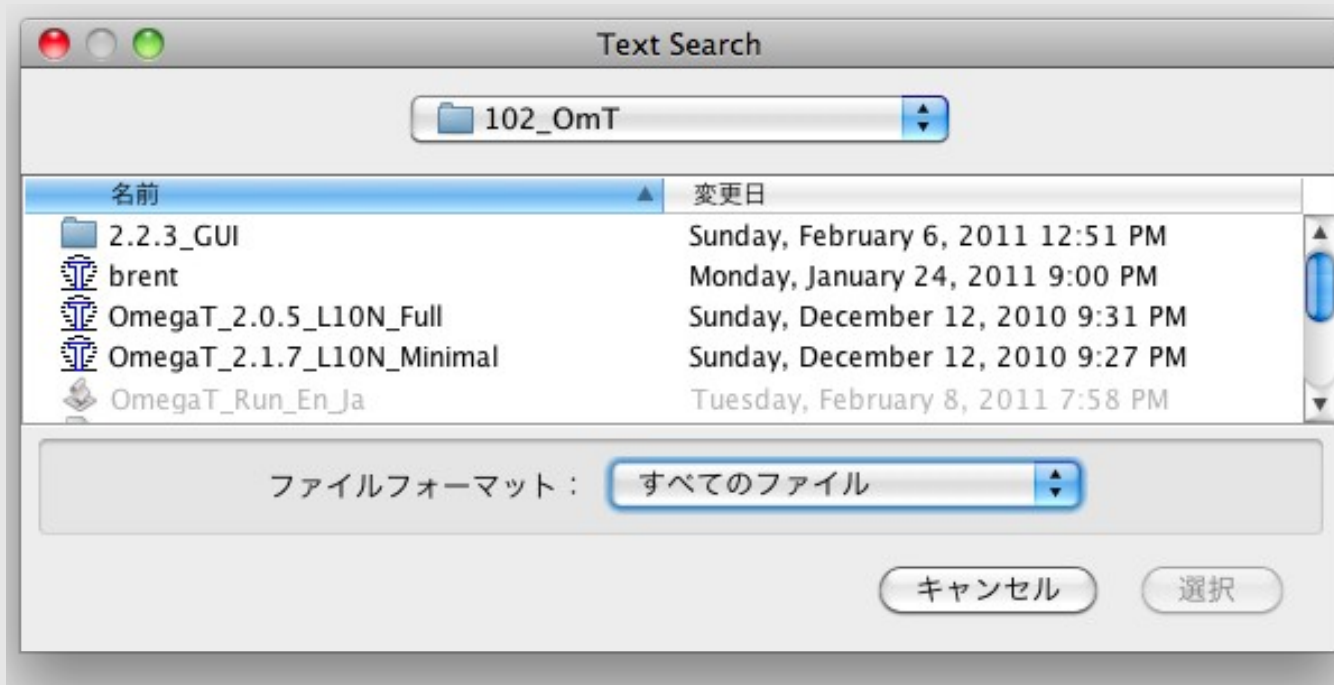 Text Search
102_OmT
名前 変更日
2.2.3_GUI Sunday, February 6, 2011 12:51 PM
brent Monday, January 24, 2011 9:00 PM
OmegaT_2.0.5_L10N_Full Sunday, December 12, 2010 9:31 PM
OmegaT_2.1.7_L10N_Minimal Sunday, December 12, 2010 9:27 PM
OmegaT_Run_En_Ja Tuesday, February 8, 2011 7:58 PM
ファイルフォーマット： すべてのファイル
キャンセル 選択